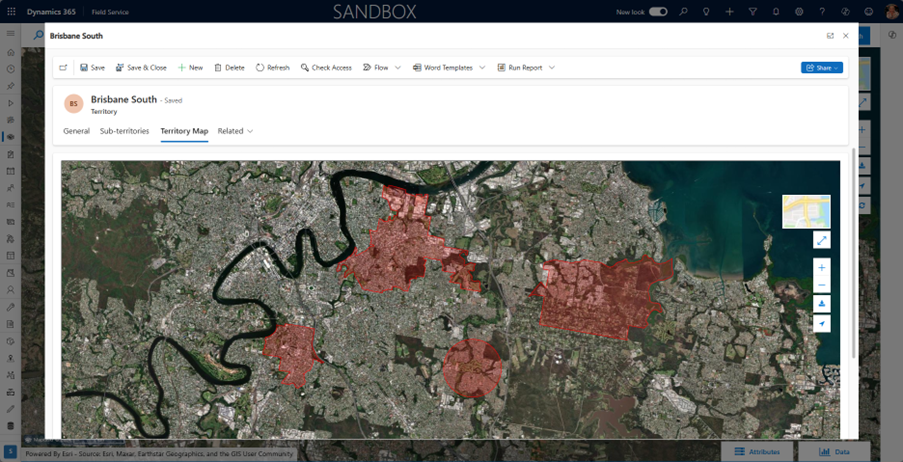 Dynamics 365
Field Service
SANDBOX
New look
Brisbane South
Save
Save & Close
New
Delete
Refresh
Check Access
Flow
Word Templates
Run Report
Share
BS
Brisbane South - Saved
Territory
General
Sub-territories
Territory Map
Related
S
Powered By Esri - Source: Esri, Maxar, Earthstar Geographics, and the GIS User Community
Attributes
Data